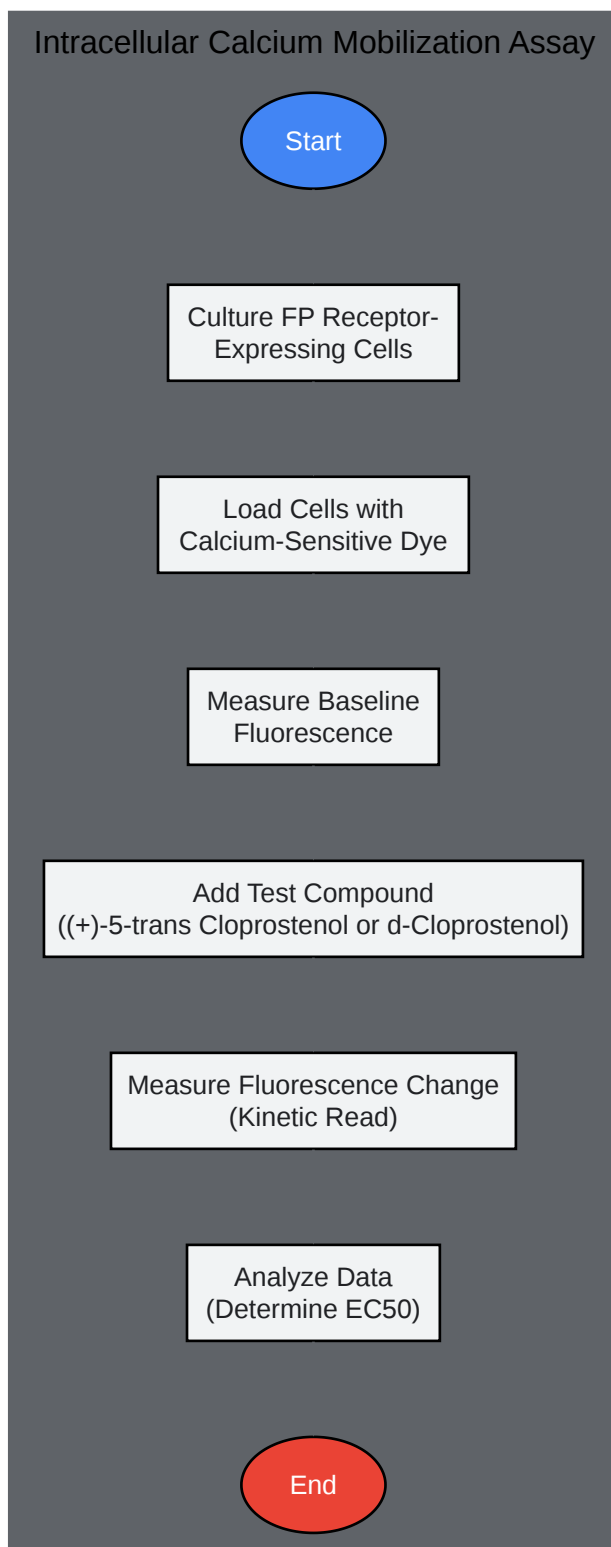 Intracellular Calcium Mobilization Assay
Start
Culture FP Receptor-
Expressing Cells
Load Cells with
Calcium-Sensitive Dye
Measure Baseline
Fluorescence
Add Test Compound
((+)-5-trans Cloprostenol or d-Cloprostenol)
Measure Fluorescence Change
(Kinetic Read)
Analyze Data
(Determine EC50)
End